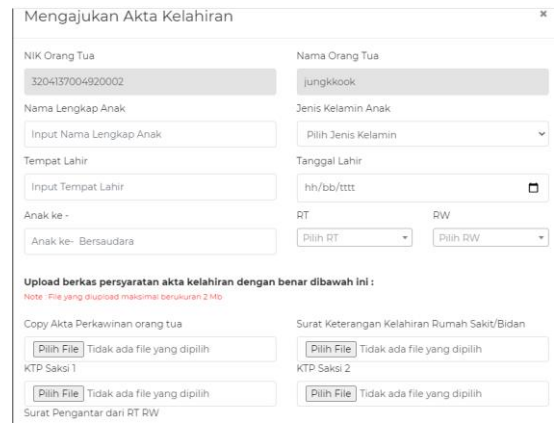 Mengajukan Akta Kelahiran
×
NIK Orang Tua
Nama Orang Tua
3204137004920002
jungkkook
Nama Lengkap Anak
Jenis Kelamin Anak
Input Nama Lengkap Anak
Pilih Jenis Kelamin
Tempat Lahir
Tanggal Lahir
Input Tempat Lahir
hh/bb/tttt
Anak ke -
RT
RW
Anak ke- Bersaudara
Pilih RT
Pilih RW
Upload berkas persyaratan akta kelahiran dengan benar dibawah ini :
Note : File yang diupload maksimal berukuran 2 Mb
Copy Akta Perkawinan orang tua
Surat Keterangan Kelahiran Rumah Sakit/Bidan
Pilih File Tidak ada file yang dipilih
Pilih File Tidak ada file yang dipilih
KTP Saksi 1
KTP Saksi 2
Pilih File Tidak ada file yang dipilih
Pilih File Tidak ada file yang dipilih
Surat Pengantar dari RT RW